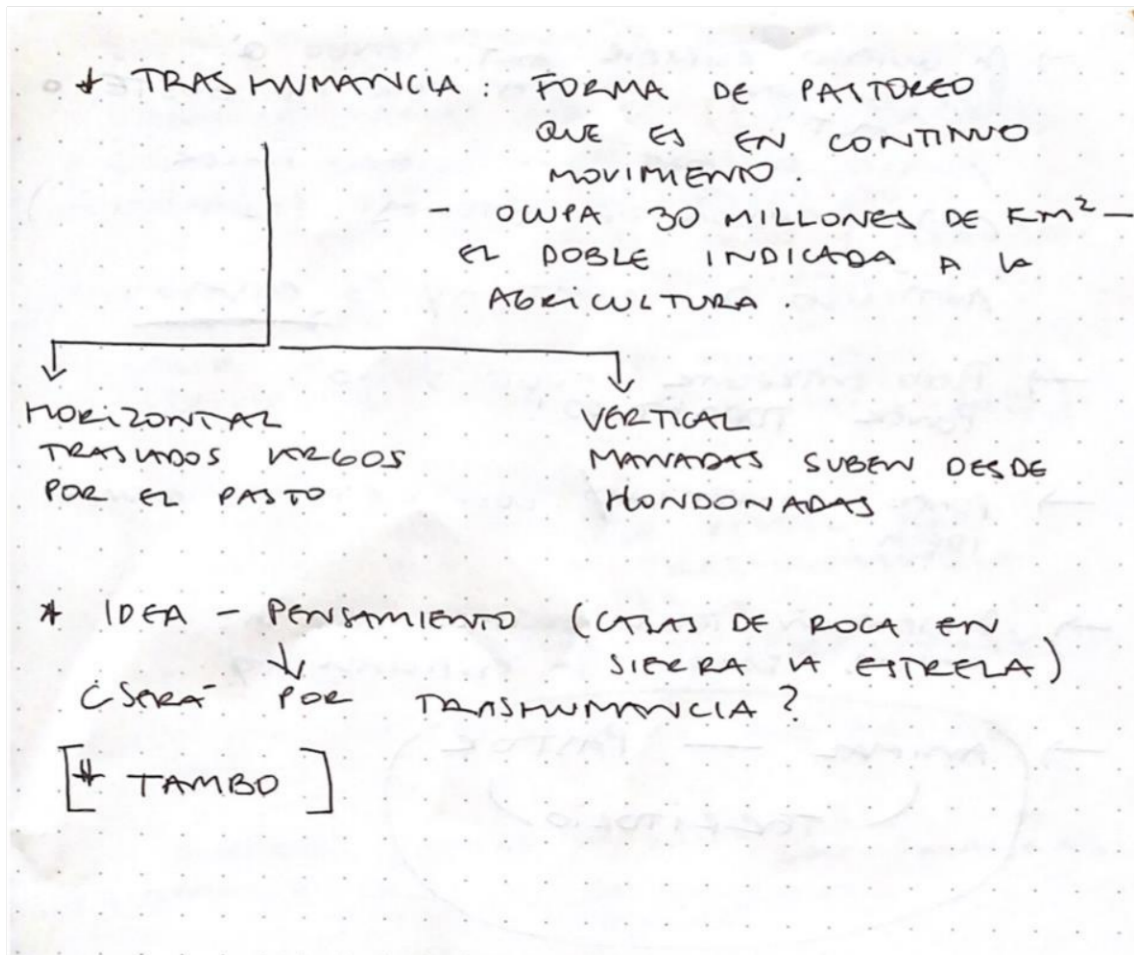 * TRASHUMANCIA : FORMA DE PASTOREO
QUE ES EN CONTINUO
MOVIMIENTO.
- OCUPA 30 MILLONES DE KM² -
EL DOBLE INDICADA A LA
AGRICULTURA.
HORIZONTAL
TRASLADOS LARGOS
POR EL PASTO
VERTICAL
MANADAS SUBEN DESDE
HONDONADAS
* IDEA - PENSAMIENTO (CASAS DE ROCA EN
SIERRA LA ESTRELA)
¿SERA POR TRASHUMANCIA?
[# TAMBO]